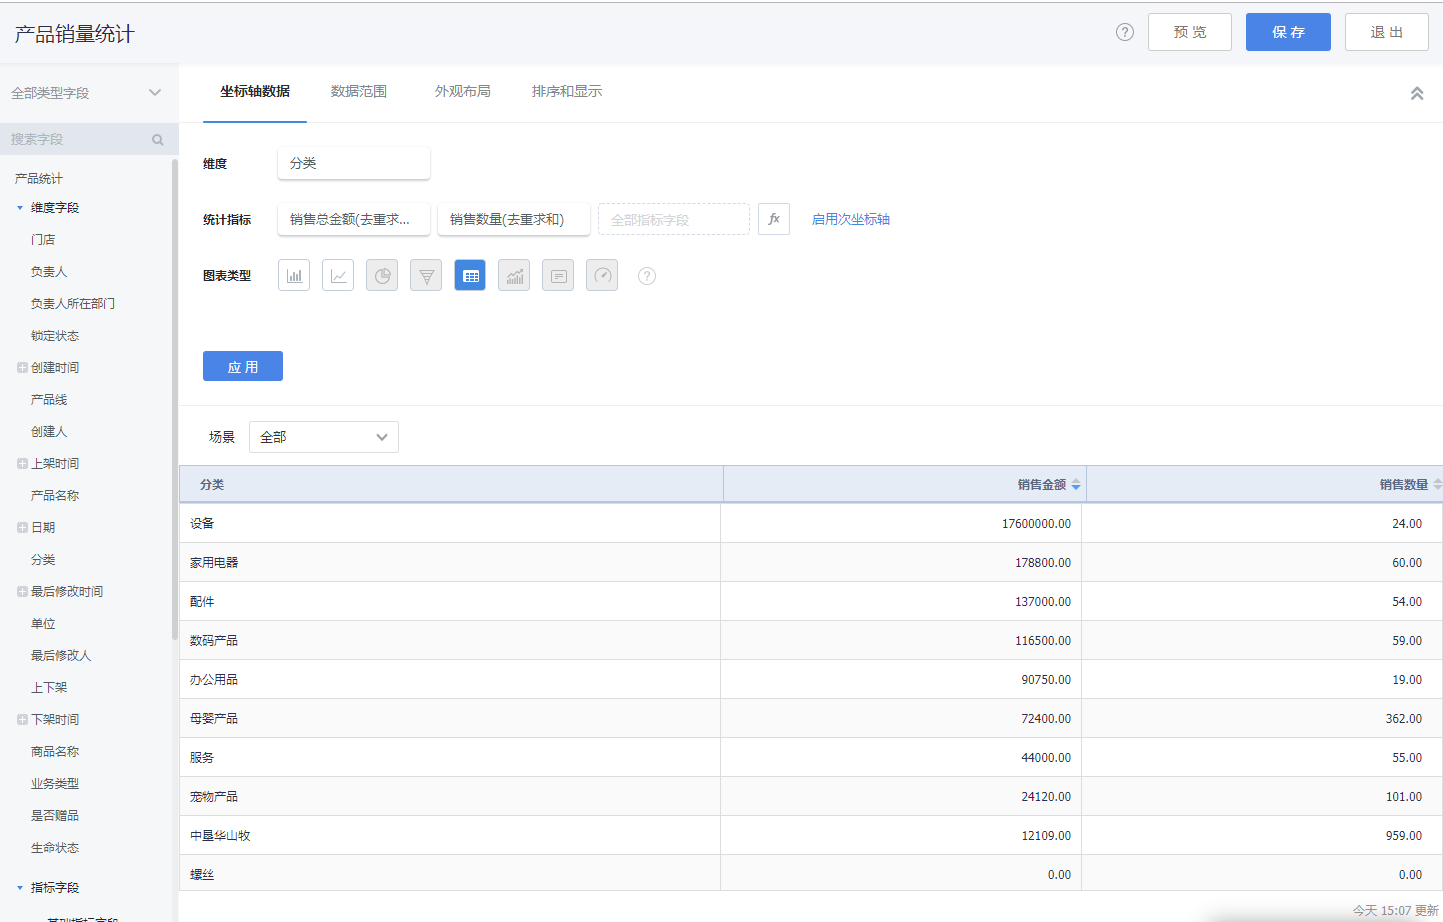 产品销量统计
?
预 览
保 存
退 出
全部类型字段
搜索字段
产品统计
维度字段
门店
负责人
负责人所在部门
锁定状态
创建时间
产品线
创建人
上架时间
产品名称
日期
分类
最后修改时间
单位
最后修改人
上下架
下架时间
商品名称
业务类型
是否赠品
生命状态
指标字段
基础指标字段
坐标轴数据
数据范围
外观布局
排序和显示
维度
分类
统计指标
销售总金额(去重求...
销售数量(去重求和)
全部指标字段
fx
启用次坐标轴
图表类型
?
应 用
场景
全部
分类 销售金额 销售数量
设备 17600000.00 24.00
家用电器 178800.00 60.00
配件 137000.00 54.00
数码产品 116500.00 59.00
办公用品 90750.00 19.00
母婴产品 72400.00 362.00
服务 44000.00 55.00
宠物产品 24120.00 101.00
中垦华山牧 12109.00 959.00
螺丝 0.00 0.00
今天 15:07 更新